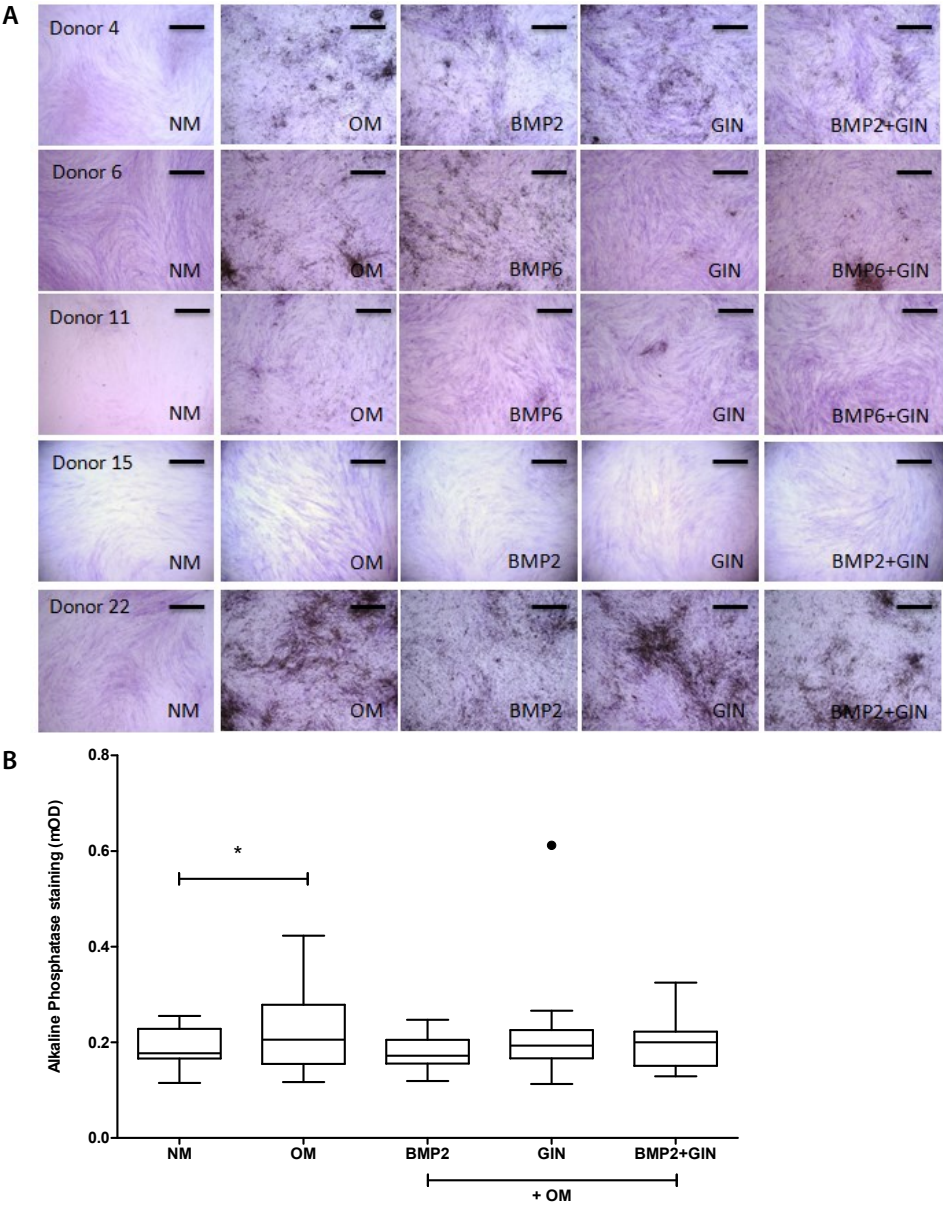 A
Donor 4
NM
OM
BMP2
GIN
BMP2+GIN
Donor 6
NM
OM
BMP6
GIN
BMP6+GIN
Donor 11
NM
OM
BMP6
GIN
BMP6+GIN
Donor 15
NM
OM
BMP2
GIN
BMP2+GIN
Donor 22
NM
OM
BMP2
GIN
BMP2+GIN
B
Alkaline Phosphatase staining (mOD)
0.8
0.6
0.4
0.2
0.0
*
NM OM BMP2 GIN BMP2+GIN
+ OM